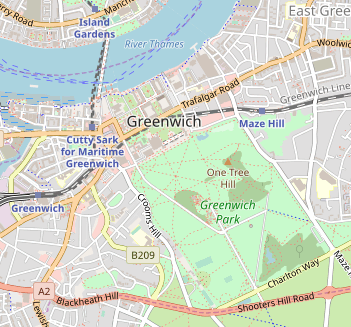 rry Road
Manche
Island
Gardens
East Gree
River Thames
Woolwic
Trafalgar Road
Greenwich Line
Greenwich
Maze Hill
Cutty Sark
for Maritime
Greenwich
One Tree
Hill
Greenwich
Greenwich
Park
Crooms Hill
B209
Maze H
Charlton Way
A2
Blackheath Hill
Shooters Hill Road
Lewish